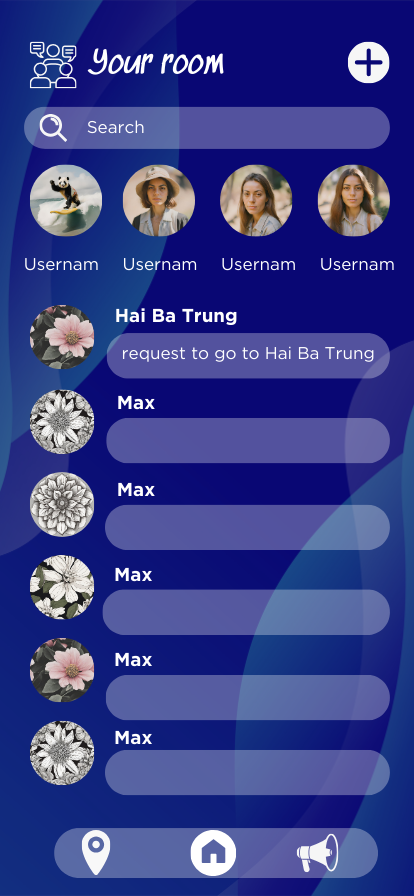 Your room
Search
Usernam Usernam Usernam Usernam
Hai Ba Trung
request to go to Hai Ba Trung
Max
Max
Max
Max
Max